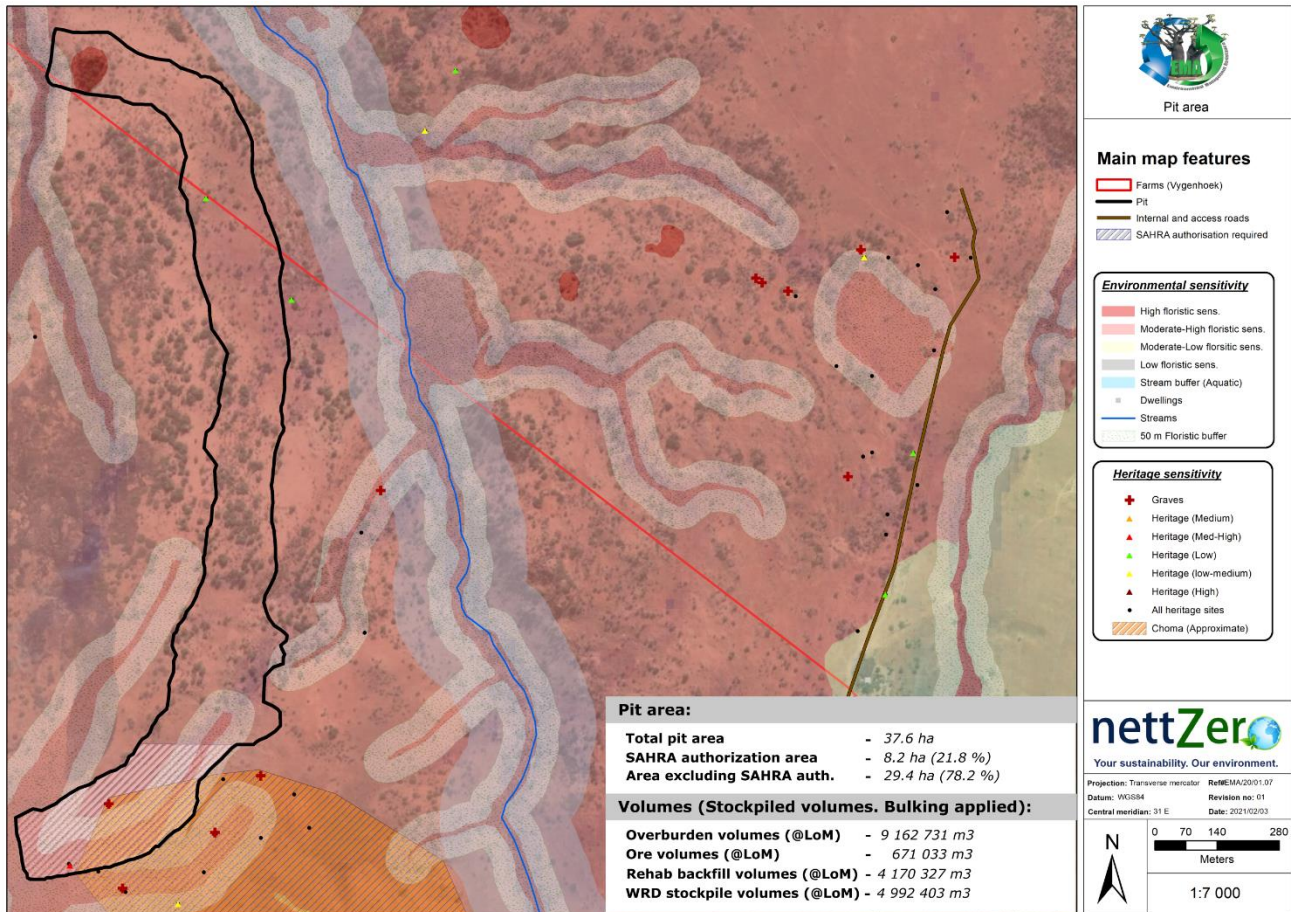 EMA
Environmental Management Assistance
Pit area
Main map features
Farms (Vygenhoek)
Pit
Internal and access roads
SAHRA authorisation required
Environmental sensitivity
High floristic sens.
Moderate-High floristic sens.
Moderate-Low florsitic sens.
Low floristic sens.
Stream buffer (Aquatic)
Dwellings
Streams
50 m Floristic buffer
Heritage sensitivity
Graves
Heritage (Medium)
Heritage (Med-High)
Heritage (Low)
Heritage (low-medium)
Heritage (High)
All heritage sites
Choma (Approximate)
Pit area:
Total pit area - 37.6 ha
SAHRA authorization area - 8.2 ha (21.8 %)
Area excluding SAHRA auth. - 29.4 ha (78.2 %)
Volumes (Stockpiled volumes. Bulking applied):
Overburden volumes (@LoM) - 9 162 731 m3
Ore volumes (@LoM) - 671 033 m3
Rehab backfill volumes (@LoM) - 4 170 327 m3
WRD stockpile volumes (@LoM) - 4 992 403 m3
nettZero
Your sustainability. Our environment.
Projection: Transverse mercator Ref#EMA/20/01.07
Datum: WGS84 Revision no: 01
Central meridian: 31 E Date: 2021/02/03
N
0 70 140 280
Meters
1:7 000